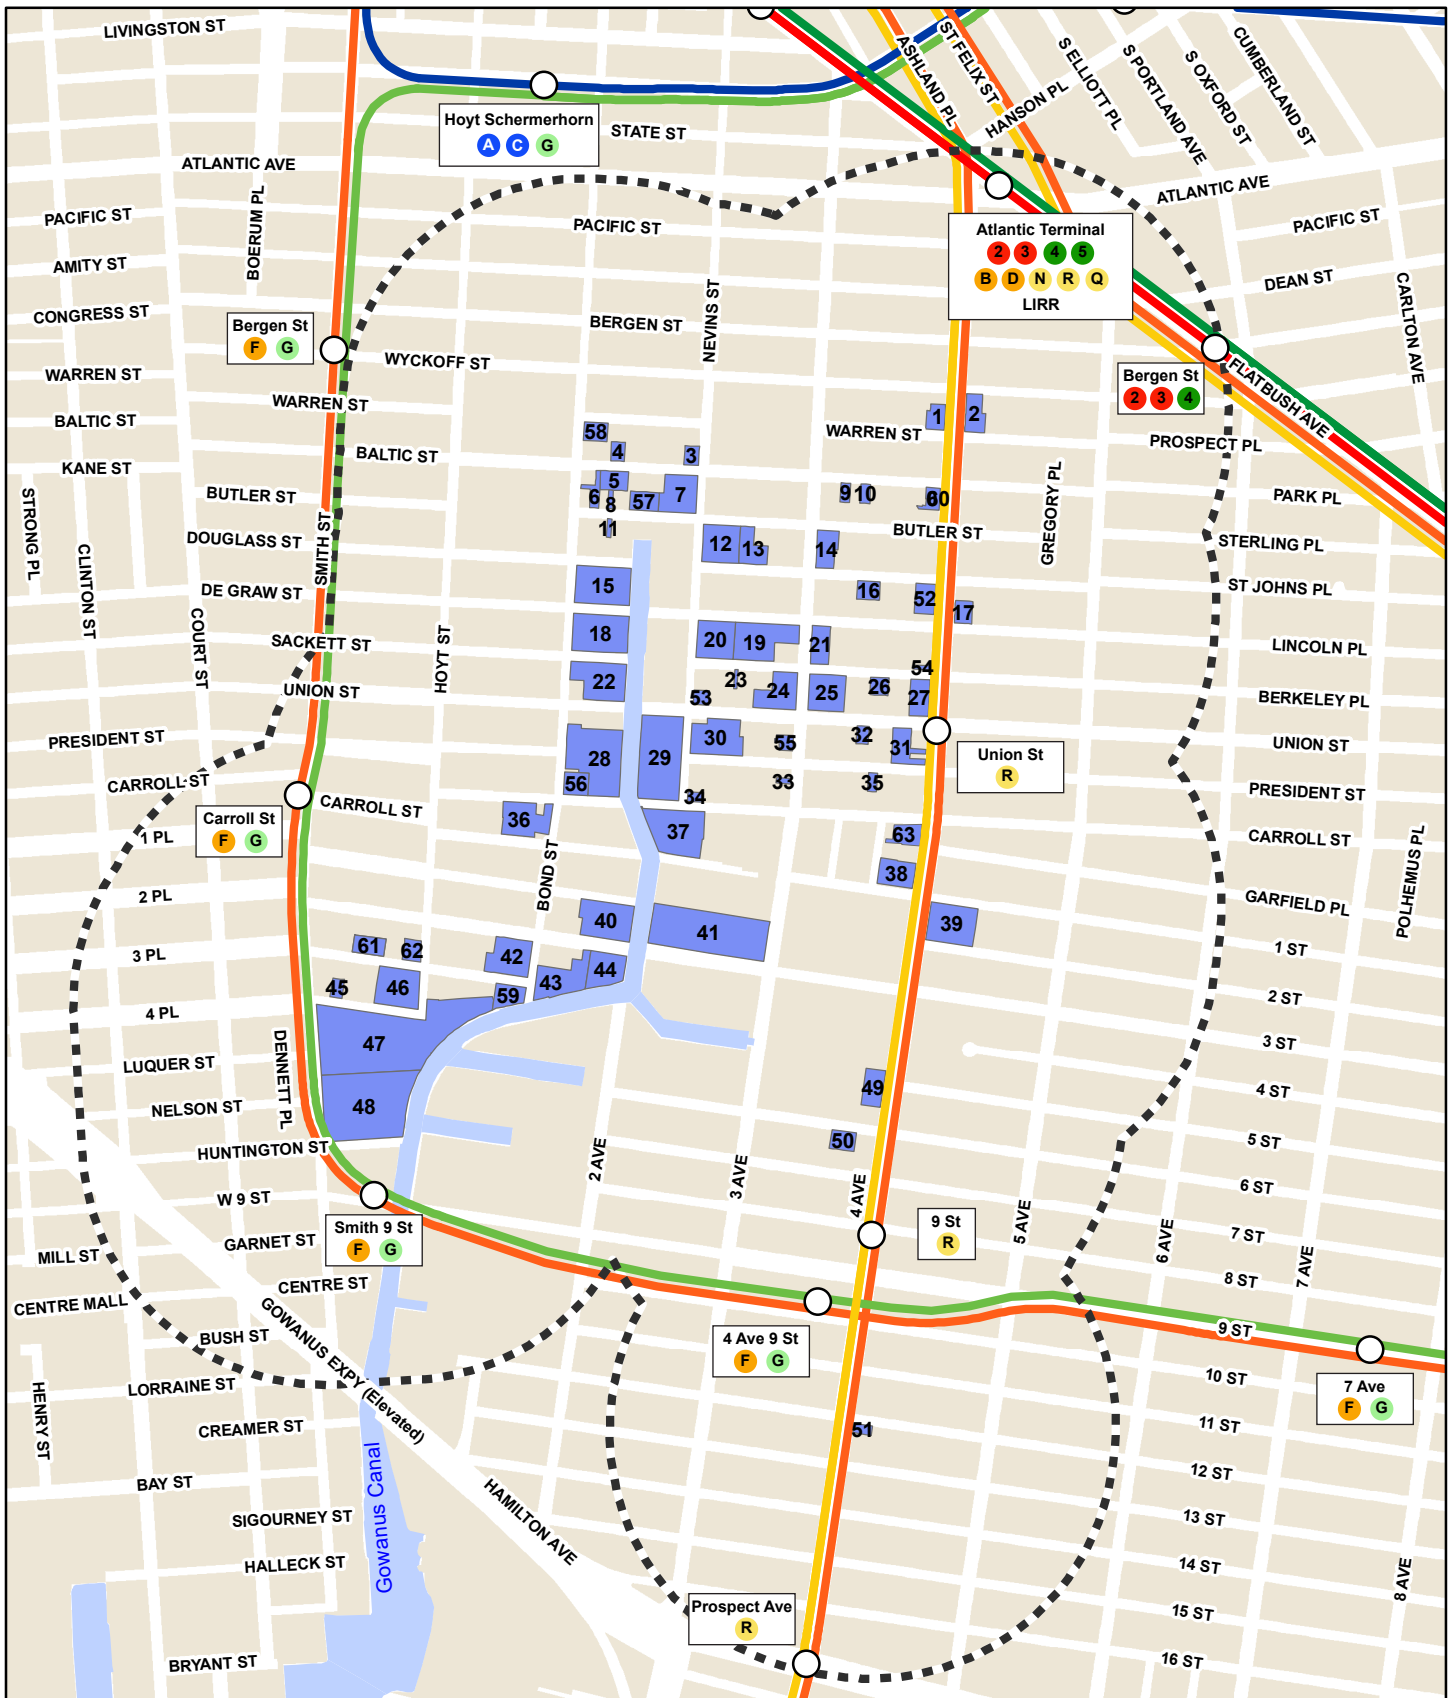 LIVINGSTON ST
ASHLAND PL
ST FELIX ST
S ELLIOTT PL
S PORTLAND AVE
S OXFORD ST
CUMBERLAND ST
HANSON PL
Hoyt Schermerhorn
A C G
STATE ST
ATLANTIC AVE
BOERUM PL
PACIFIC ST
PACIFIC ST
ATLANTIC AVE
PACIFIC ST
Atlantic Terminal
2 3 4 5
B D N R Q
LIRR
AMITY ST
DEAN ST
CARLTON AVE
CONGRESS ST
NEVINS ST
BERGEN ST
Bergen St
F G
WYCKOFF ST
WARREN ST
Bergen St
2 3 4
FLATBUSH AVE
WARREN ST
BALTIC ST
1
2
WARREN ST
58
PROSPECT PL
BALTIC ST
4
3
KANE ST
STRONG PL
BUTLER ST
5
6
8
57
7
9
10
60
GREGORY PL
PARK PL
SMITH ST
11
BUTLER ST
DOUGLASS ST
12
13
14
STERLING PL
CLINTON ST
DE GRAW ST
15
16
52
17
ST JOHNS PL
COURT ST
SACKETT ST
HOYT ST
18
20
19
21
LINCOLN PL
UNION ST
22
23
53
24
25
26
54
27
BERKELEY PL
PRESIDENT ST
28
29
30
55
32
31
Union St
R
UNION ST
CARROLL ST
56
34
33
35
PRESIDENT ST
CARROLL ST
Carroll St
F G
36
37
63
CARROLL ST
1 PL
BOND ST
38
POLHEMUS PL
2 PL
40
41
39
GARFIELD PL
61
62
42
1 ST
3 PL
45
46
59
43
44
2 ST
4 PL
47
3 ST
DENNETT PL
LUQUER ST
49
4 ST
NELSON ST
48
50
5 ST
HUNTINGTON ST
2 AVE
3 AVE
4 AVE
5 AVE
6 AVE
7 AVE
6 ST
W 9 ST
Smith 9 St
F G
9 St
R
7 ST
GARNET ST
MILL ST
8 ST
CENTRE ST
CENTRE MALL
GOWANUS EXPY (Elevated)
BUSH ST
4 Ave 9 St
F G
9 ST
LORRAINE ST
10 ST
7 Ave
F G
HENRY ST
CREAMER ST
51
11 ST
Gowanus Canal
BAY ST
HAMILTON AVE
12 ST
SIGOURNEY ST
13 ST
HALLECK ST
14 ST
8 AVE
Prospect Ave
R
15 ST
BRYANT ST
16 ST